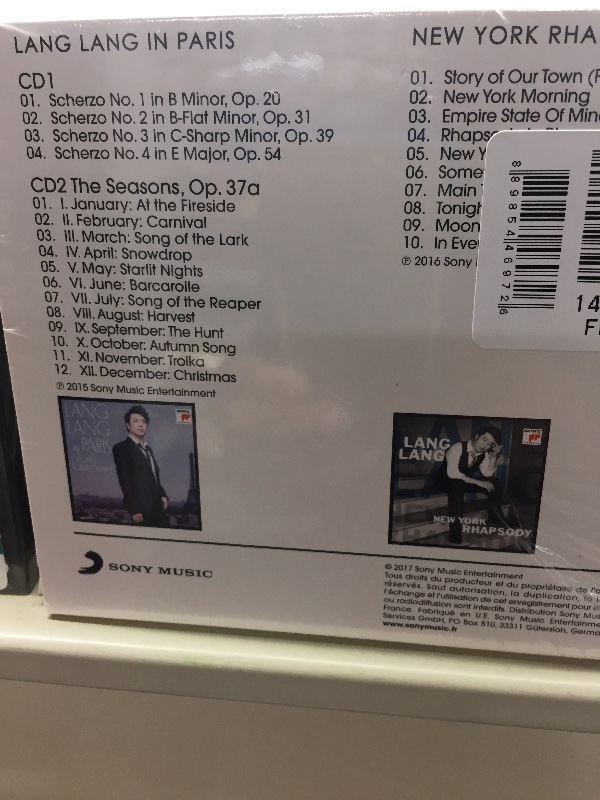 LANG LANG IN PARIS
CD1
01. Scherzo No. 1 in B Minor, Op. 20
02. Scherzo No. 2 in B-Flat Minor, Op. 31
03. Scherzo No. 3 in C-Sharp Minor, Op. 39
04. Scherzo No. 4 in E Major, Op. 54
CD2 The Seasons, Op. 37a
01. I. January: At the Fireside
02. II. February: Carnival
03. III. March: Song of the Lark
04. IV. April: Snowdrop
05. V. May: Starlit Nights
06. VI. June: Barcarolle
07. VII. July: Song of the Reaper
08. VIII. August: Harvest
09. IX. September: The Hunt
10. X. October: Autumn Song
11. XI. November: Troika
12. XII. December: Christmas
℗ 2015 Sony Music Entertainment
LANG
LANG
PARIS
NEW YORK RHA
01. Story of Our Town (F
02. New York Morning
03. Empire State Of Min
04. Rhaps
05. New Y
06. Some
07. Main
08. Tonigh
09. Moon
10. In Eve
℗ 2016 Sony
889854469726
14
F
LANG
LANG
NEW YORK
RHAPSODY
SONY MUSIC
© 2017 Sony Music Entertainment
Tous droits du producteur et du propriétaire de l'o
réservés. Sauf autorisation, la duplication, la
l'échange et l'utilisation de cet enregistrement pour e
ou radiodiffusion sont interdits. Distribution Sony Mus
France. Fabriqué en U.E. Sony Music Entertainme
Services GmbH, PO Box 510, 33311 Gütersloh, Germa
www.sonymusic.fr